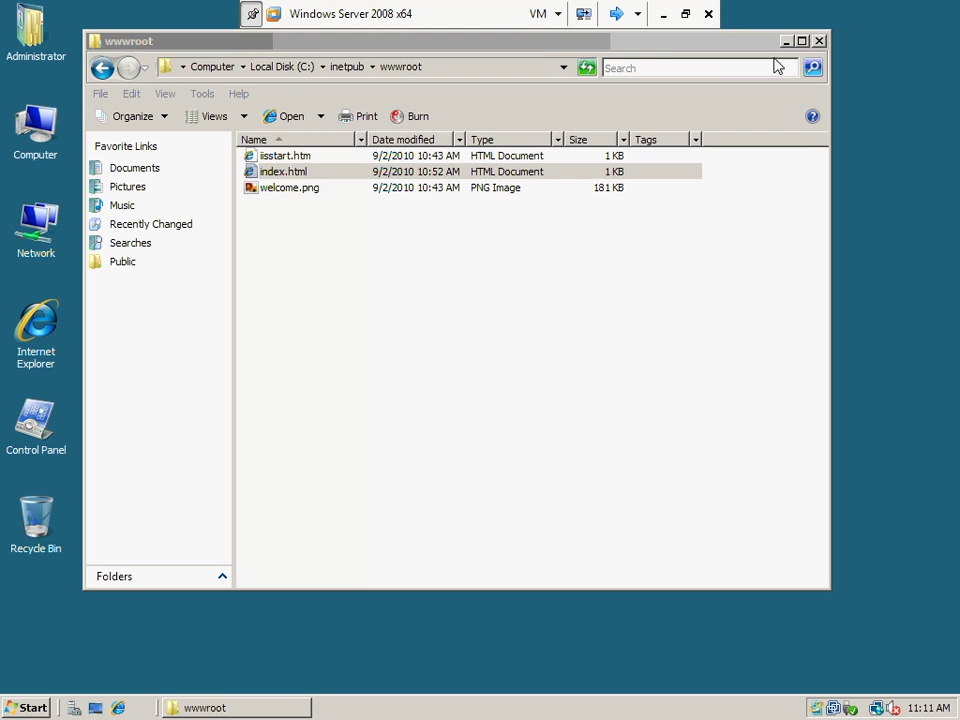 Administrator
Computer
Network
Internet
Explorer
Control Panel
Recycle Bin
Windows Server 2008 x64
VM
wwwroot
Computer
Local Disk (C:)
inetpub
wwwroot
Search
File Edit View Tools Help
Organize Views Open Print Burn
Favorite Links
Documents
Pictures
Music
Recently Changed
Searches
Public
Folders
Name Date modified Type Size Tags
iisstart.htm 9/2/2010 10:43 AM HTML Document 1 KB
index.html 9/2/2010 10:52 AM HTML Document 1 KB
welcome.png 9/2/2010 10:43 AM PNG Image 181 KB
Start
wwwroot
11:11 AM